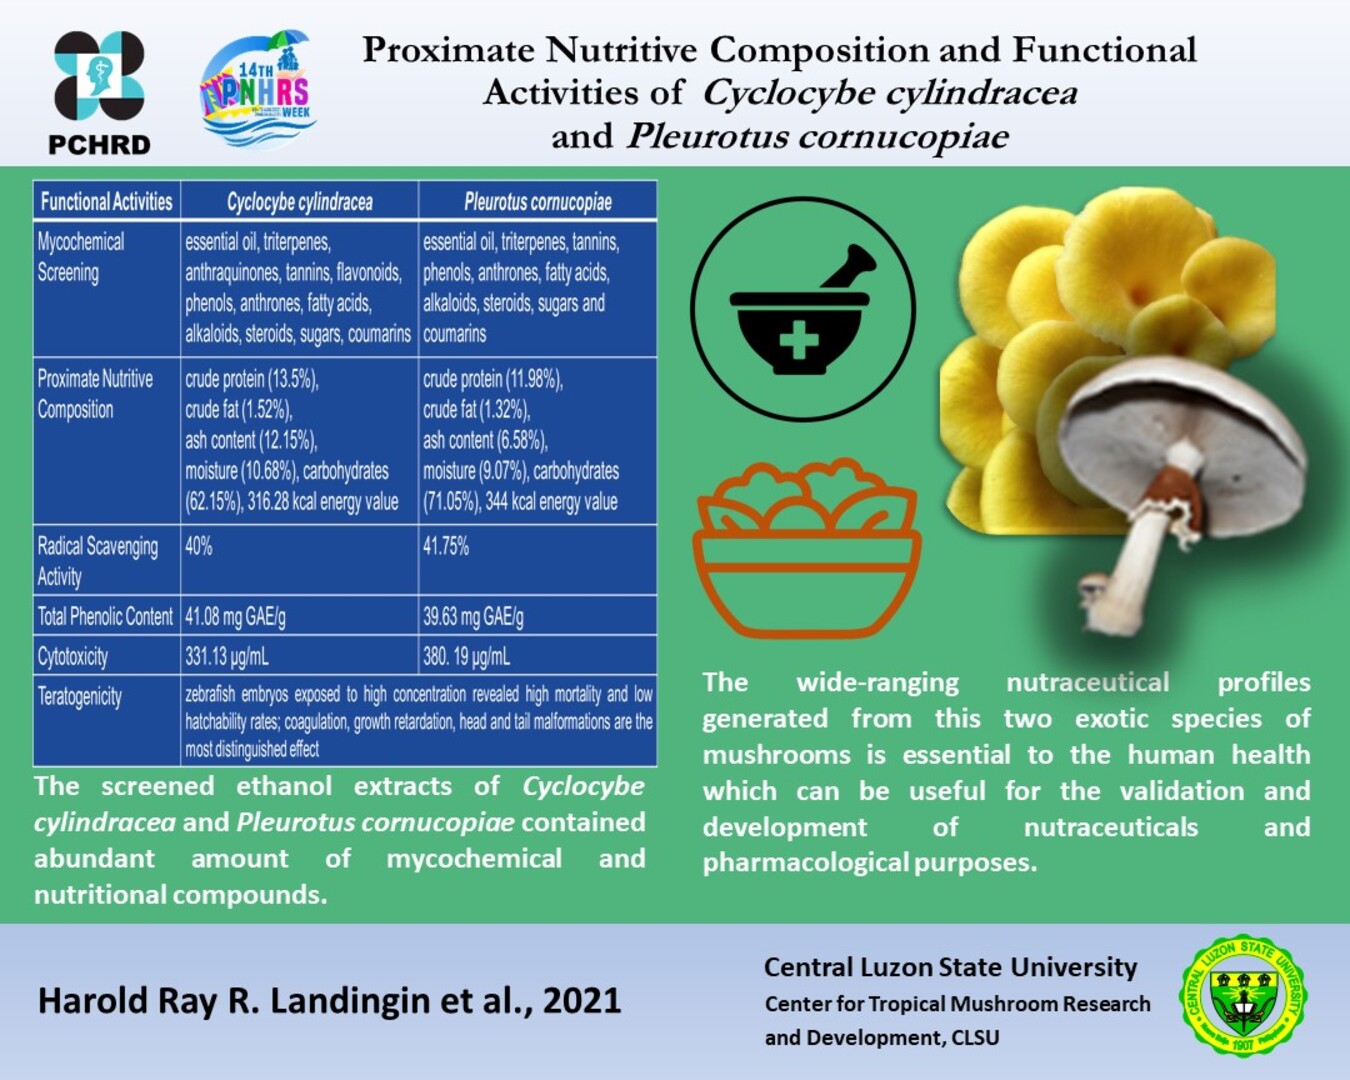 PCHRD
14TH
PNHRS
WEEK
Proximate Nutritive Composition and Functional
Activities of Cyclocybe cylindracea
and Pleurotus cornucopiae
Functional Activities
Cyclocybe cylindracea
Pleurotus cornucopiae
Mycochemical
Screening
essential oil, triterpenes,
anthraquinones, tannins, flavonoids,
phenols, anthrones, fatty acids,
alkaloids, steroids, sugars, coumarins
essential oil, triterpenes, tannins,
phenols, anthrones, fatty acids,
alkaloids, steroids, sugars and
coumarins
Proximate Nutritive
Composition
crude protein (13.5%),
crude fat (1.52%),
ash content (12.15%),
moisture (10.68%), carbohydrates
(62.15%), 316.28 kcal energy value
crude protein (11.98%),
crude fat (1.32%),
ash content (6.58%),
moisture (9.07%), carbohydrates
(71.05%), 344 kcal energy value
Radical Scavenging
Activity
40%
41.75%
Total Phenolic Content
41.08 mg GAE/g
39.63 mg GAE/g
Cytotoxicity
331.13 µg/mL
380. 19 µg/mL
Teratogenicity
zebrafish embryos exposed to high concentration revealed high mortality and low
hatchability rates; coagulation, growth retardation, head and tail malformations are the
most distinguished effect
The screened ethanol extracts of Cyclocybe
cylindracea and Pleurotus cornucopiae contained
abundant amount of mycochemical and
nutritional compounds.
The wide-ranging nutraceutical profiles
generated from this two exotic species of
mushrooms is essential to the human health
which can be useful for the validation and
development of nutraceuticals and
pharmacological purposes.
Harold Ray R. Landingin et al., 2021
Central Luzon State University
Center for Tropical Mushroom Research
and Development, CLSU
CENTRAL LUZON STATE UNIVERSITY
1907